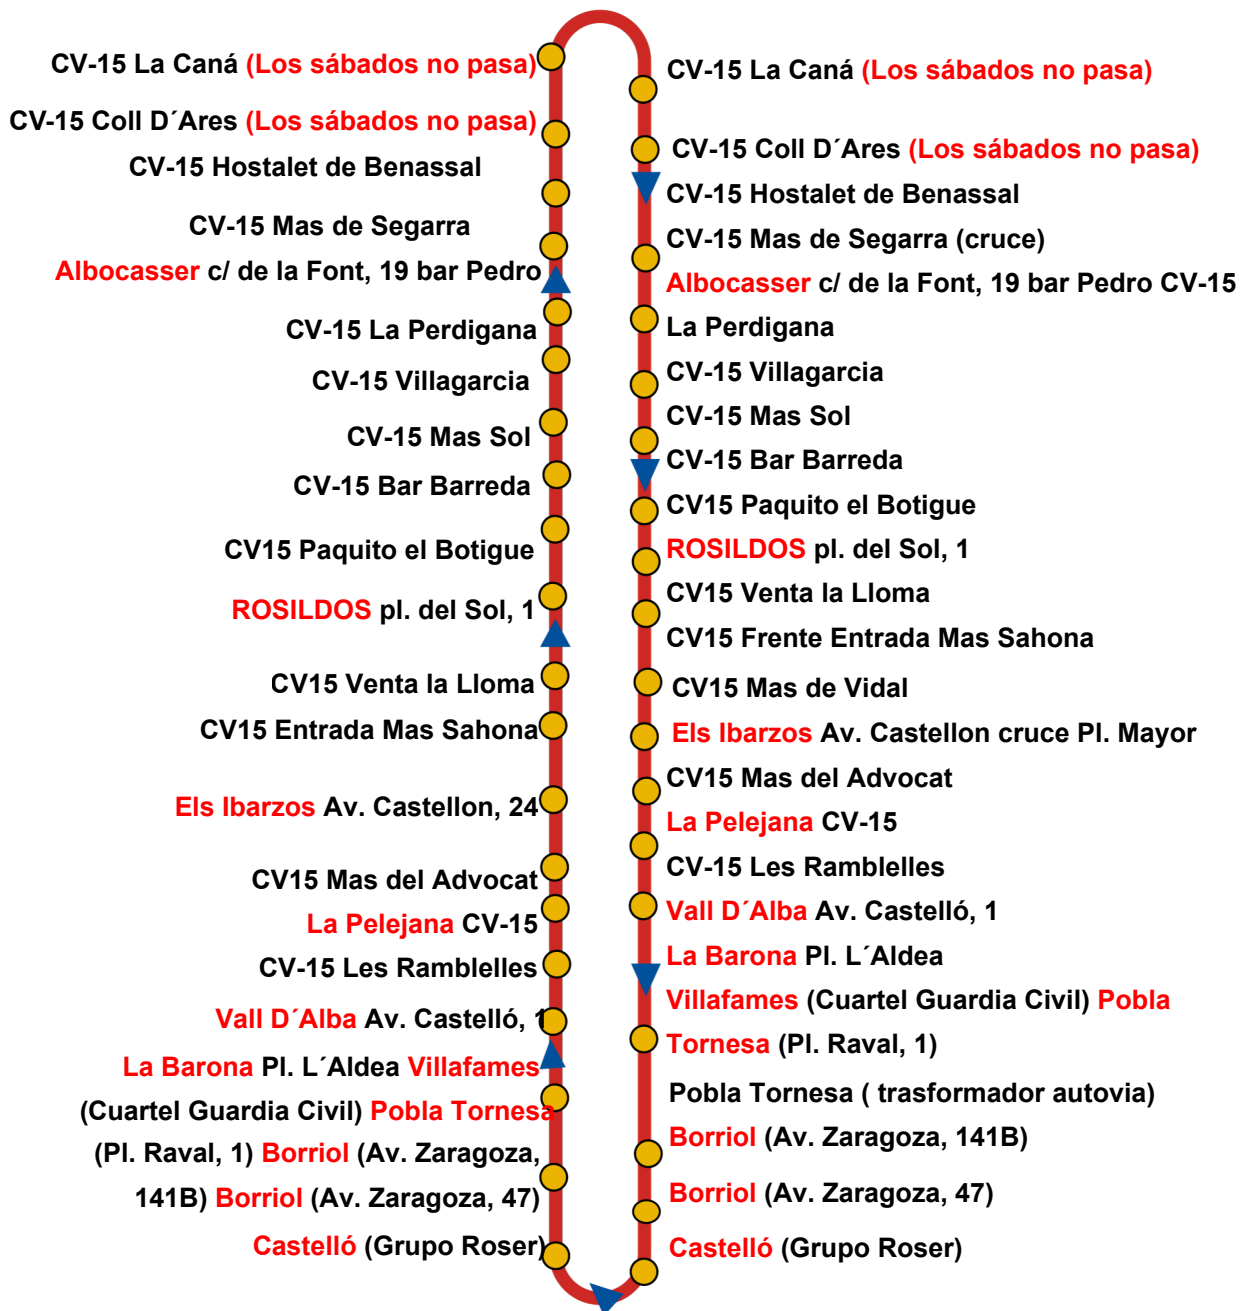 CV-15 La Caná (Los sábados no pasa)
CV-15 Coll D´Ares (Los sábados no pasa)
CV-15 Hostalet de Benassal
CV-15 Mas de Segarra
Albocasser c/ de la Font, 19 bar Pedro
CV-15 La Perdigana
CV-15 Villagarcia
CV-15 Mas Sol
CV-15 Bar Barreda
CV15 Paquito el Botigue
ROSILDOS pl. del Sol, 1
CV15 Venta la Lloma
CV15 Entrada Mas Sahona
Els Ibarzos Av. Castellon, 24
CV15 Mas del Advocat
La Pelejana CV-15
CV-15 Les Ramblelles
Vall D´Alba Av. Castelló, 1
La Barona Pl. L´Aldea Villafames
(Cuartel Guardia Civil) Pobla Tornesa
(Pl. Raval, 1) Borriol (Av. Zaragoza,
141B) Borriol (Av. Zaragoza, 47)
Castelló (Grupo Roser)
CV-15 La Caná (Los sábados no pasa)
CV-15 Coll D´Ares (Los sábados no pasa)
CV-15 Hostalet de Benassal
CV-15 Mas de Segarra (cruce)
Albocasser c/ de la Font, 19 bar Pedro CV-15
La Perdigana
CV-15 Villagarcia
CV-15 Mas Sol
CV-15 Bar Barreda
CV15 Paquito el Botigue
ROSILDOS pl. del Sol, 1
CV15 Venta la Lloma
CV15 Frente Entrada Mas Sahona
CV15 Mas de Vidal
Els Ibarzos Av. Castellon cruce Pl. Mayor
CV15 Mas del Advocat
La Pelejana CV-15
CV-15 Les Ramblelles
Vall D´Alba Av. Castelló, 1
La Barona Pl. L´Aldea
Villafames (Cuartel Guardia Civil) Pobla
Tornesa (Pl. Raval, 1)
Pobla Tornesa ( trasformador autovia)
Borriol (Av. Zaragoza, 141B)
Borriol (Av. Zaragoza, 47)
Castelló (Grupo Roser)